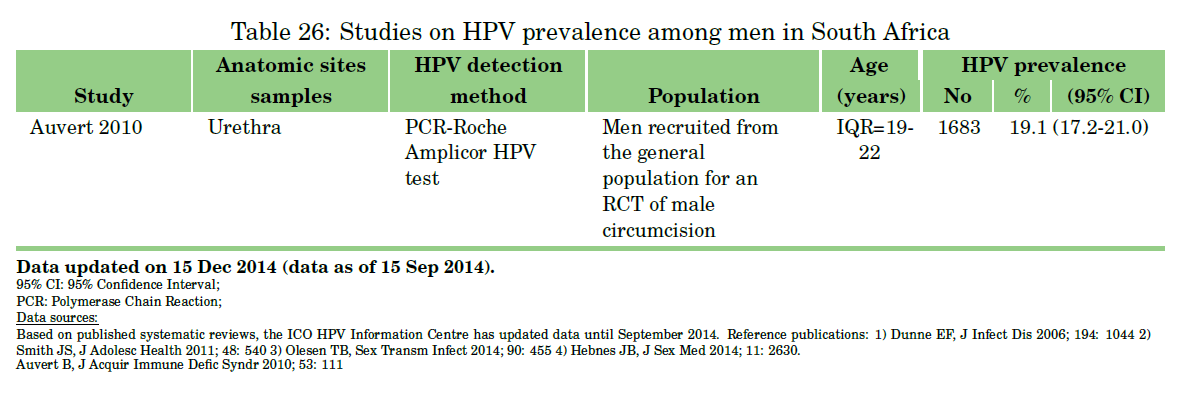 Table 26: Studies on HPV prevalence among men in South Africa
Anatomic sites HPV detection Age HPV prevalence
Study samples method Population (years) No % (95% CI)
Auvert 2010 Urethra PCR-Roche Men recruited from IQR=19- 1683 19.1 (17.2-21.0)
Amplicor HPV the general 22
test population for an
RCT of male
circumcision
Data updated on 15 Dec 2014 (data as of 15 Sep 2014).
95% CI: 95% Confidence Interval;
PCR: Polymerase Chain Reaction;
Data sources:
Based on published systematic reviews, the ICO HPV Information Centre has updated data until September 2014. Reference publications: 1) Dunne EF, J Infect Dis 2006; 194: 1044 2)
Smith JS, J Adolesc Health 2011; 48: 540 3) Olesen TB, Sex Transm Infect 2014; 90: 455 4) Hebnes JB, J Sex Med 2014; 11: 2630.
Auvert B, J Acquir Immune Defic Syndr 2010; 53: 111